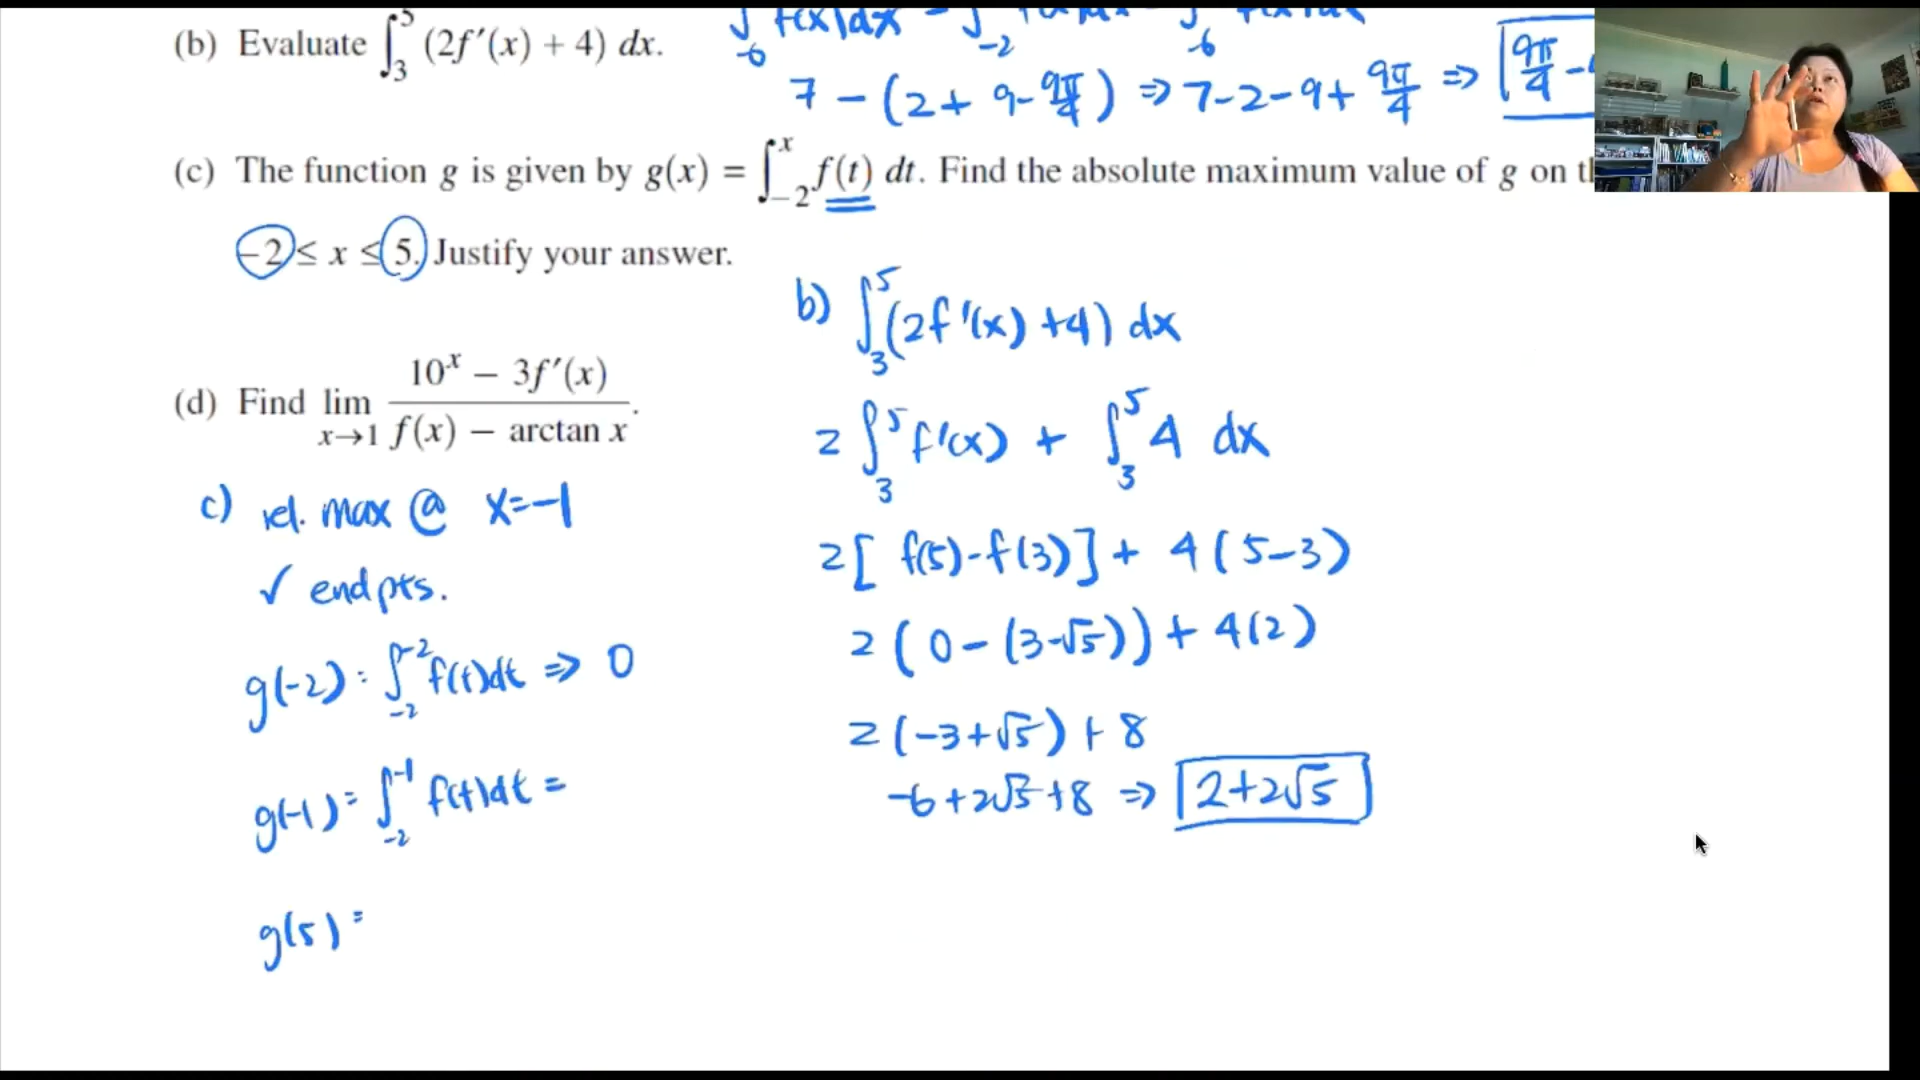 (b) Evaluate ∫₃⁵ (2f′(x) + 4) dx.
7 − (2 + 9 − 9π/4) ⇒ 7−2−9+ 9π/4 ⇒ 9π/4 −
(c) The function g is given by g(x) = ∫₋₂ˣ f(t) dt. Find the absolute maximum value of g on
−2 ≤ x ≤ 5. Justify your answer.
b) ∫₃⁵ (2f′(x) +4) dx
(d) Find lim x→1 (10ˣ − 3f′(x)) / (f(x) − arctan x).
2 ∫₃⁵ f′(x) + ∫₃⁵ 4 dx
c) rel. max @ x=−1
2[ f(5)−f(3)] + 4(5−3)
✓ endpts.
2( 0 − (3−√5)) + 4(2)
g(−2) = ∫₋₂⁻² f(t)dt ⇒ 0
2(−3+√5) + 8
g(−1) = ∫₋₂⁻¹ f(t)dt =
−6+2√5+8 ⇒ 2+2√5
g(5) =